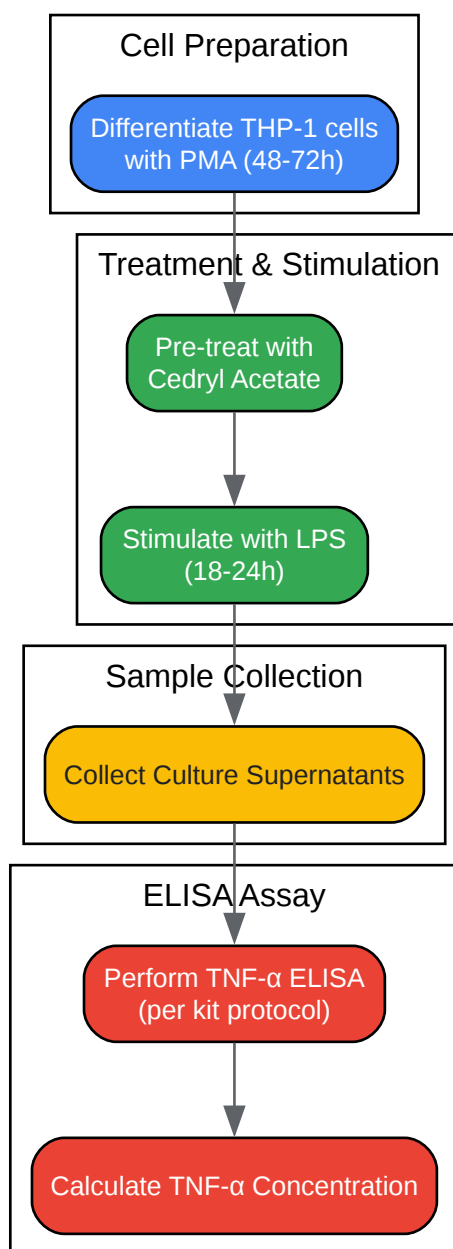 Cell Preparation
Differentiate THP-1 cells
with PMA (48-72h)
Treatment & Stimulation
Pre-treat with
Cedryl Acetate
Stimulate with LPS
(18-24h)
Sample Collection
Collect Culture Supernatants
ELISA Assay
Perform TNF-α ELISA
(per kit protocol)
Calculate TNF-α Concentration